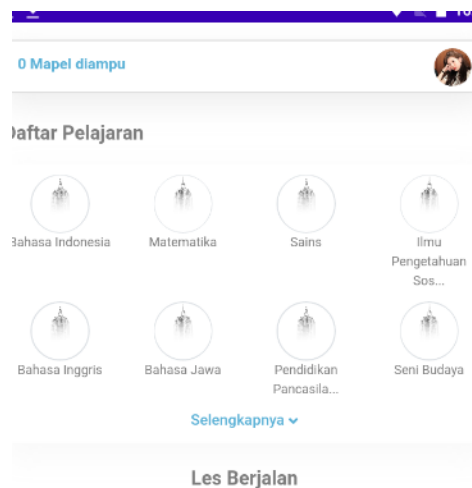 0 Mapel diampu
Daftar Pelajaran
Bahasa Indonesia Matematika Sains Ilmu
Pengetahuan
Sos...
Bahasa Inggris Bahasa Jawa Pendidikan Seni Budaya
Pancasila...
Selengkapnya
Les Berjalan